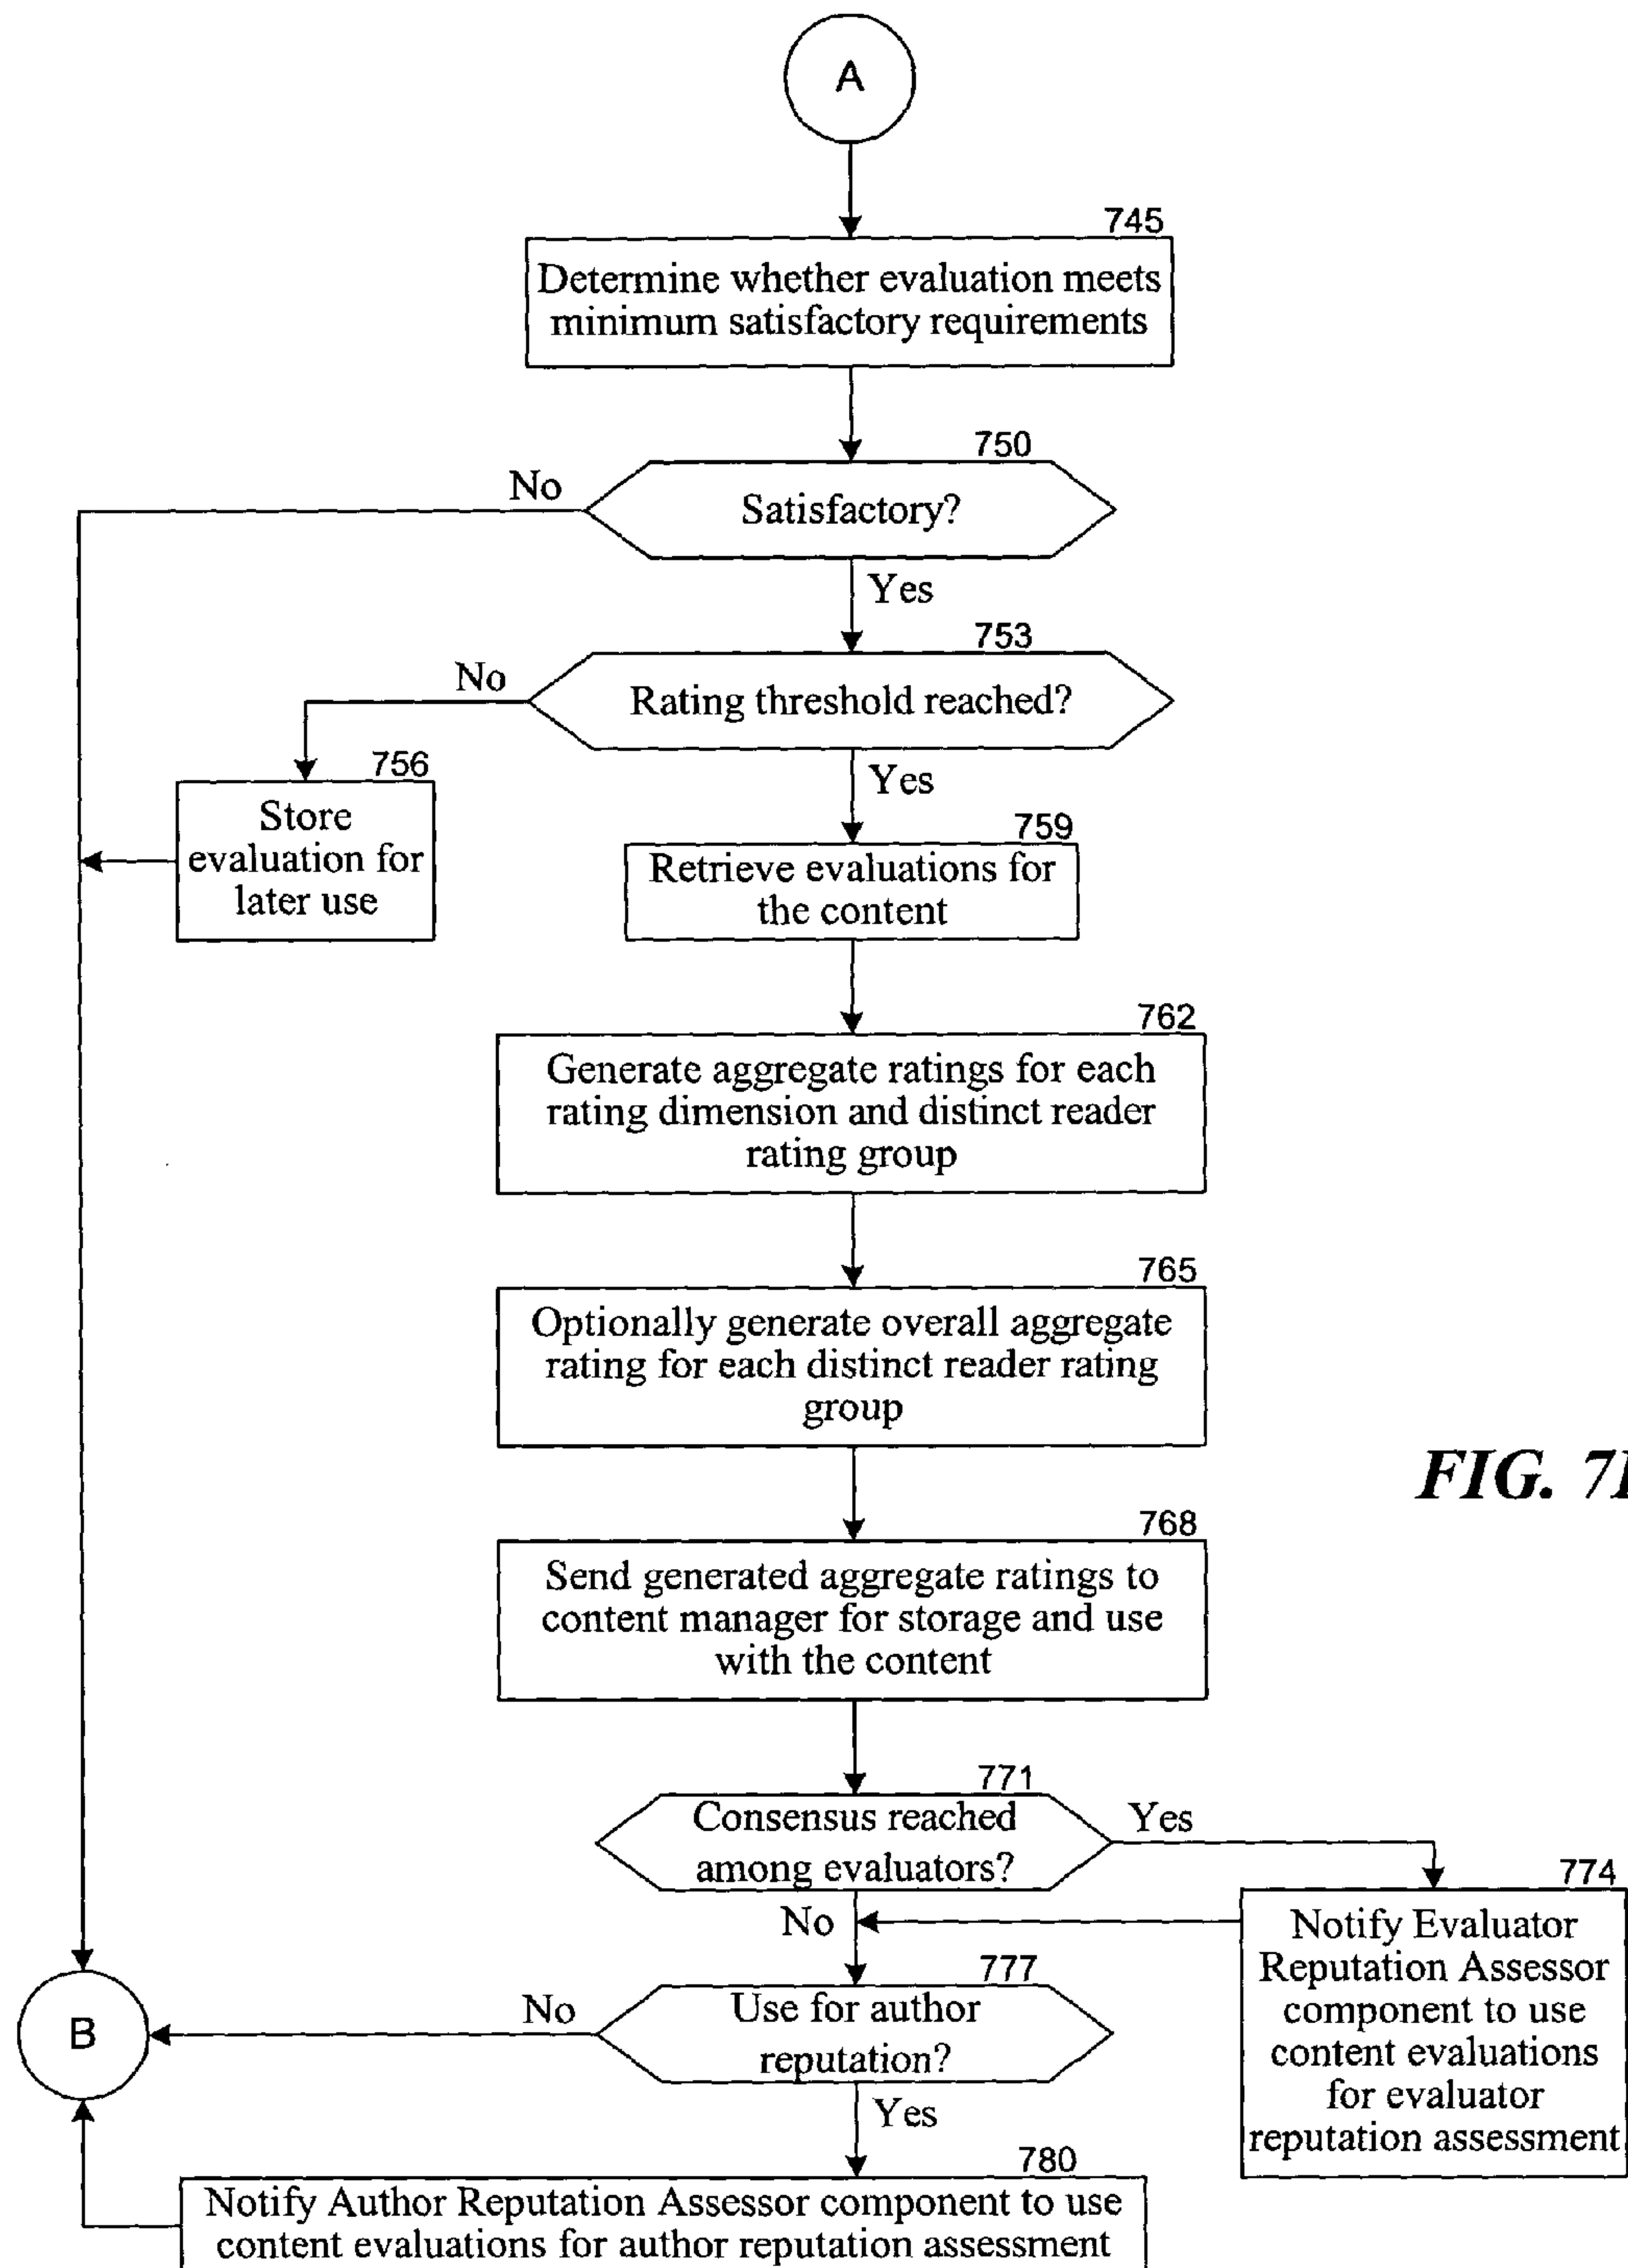 A
745
Determine whether evaluation meets
minimum satisfactory requirements
750
No
Satisfactory?
Yes
753
No
Rating threshold reached?
Yes
756
Store
evaluation for
later use
759
Retrieve evaluations for
the content
762
Generate aggregate ratings for each
rating dimension and distinct reader
rating group
765
Optionally generate overall aggregate
rating for each distinct reader rating
group
FIG.
768
Send generated aggregate ratings to
content manager for storage and use
with the content
771
Consensus reached
among evaluators?
Yes
774
Notify Evaluator
Reputation Assessor
component to use
content evaluations
for evaluator
reputation assessment
No
777
Use for author
reputation?
No
B
Yes
780
Notify Author Reputation Assessor component to use
content evaluations for author reputation assessment